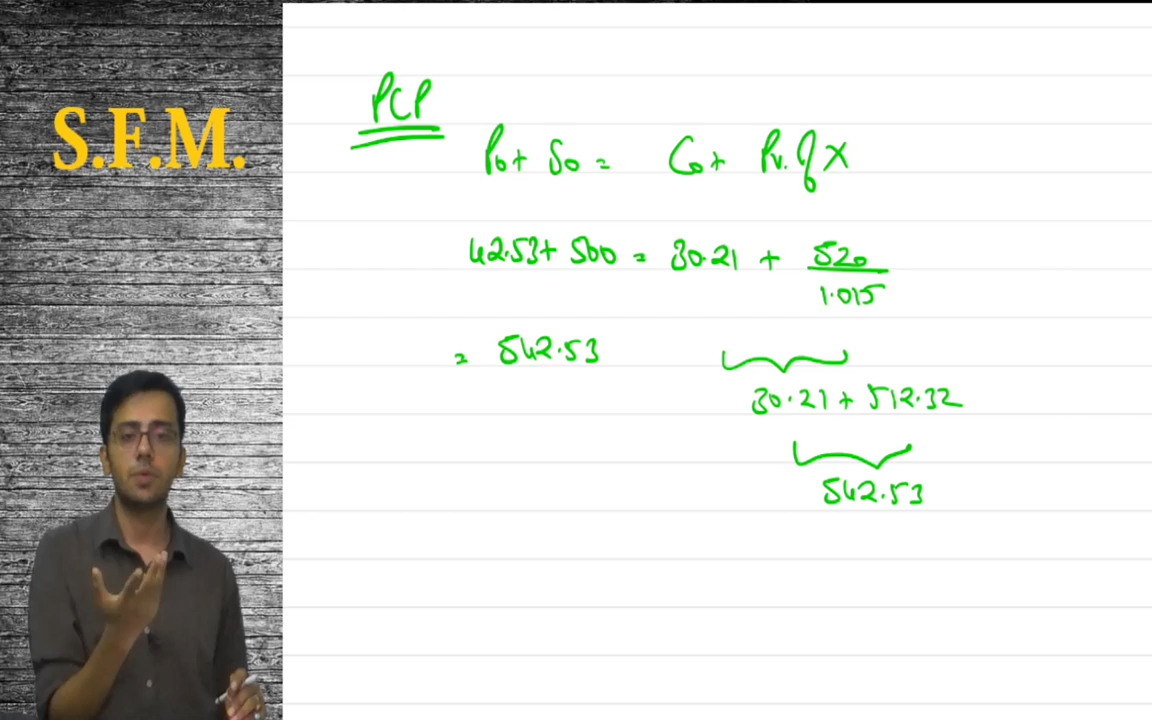 S.F.M.
PCP
P0 + S0 = C0 + Pv. of X
42.53 + 500 = 30.21 + 520/1.015
= 542.53
30.21 + 512.32
542.53